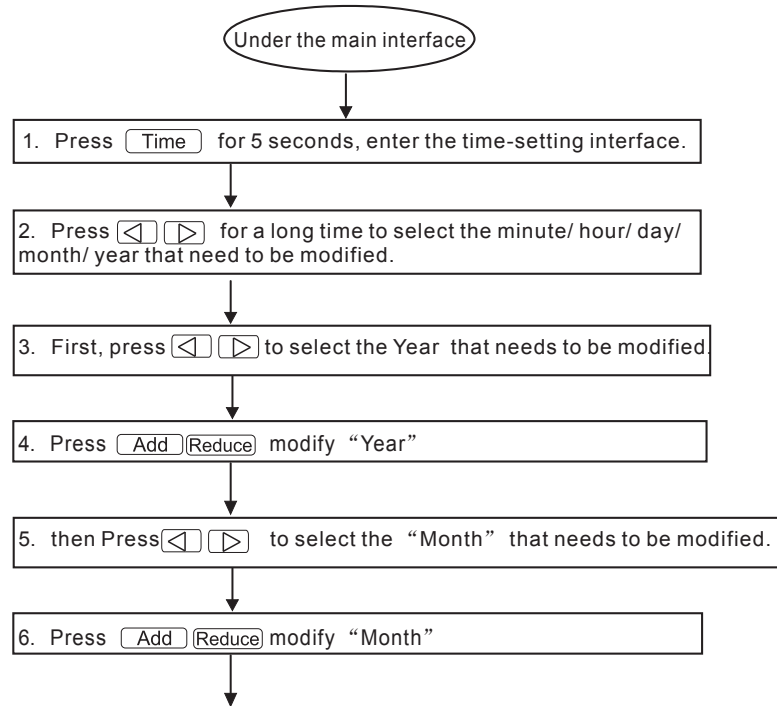 Under the main interface
1. Press Time for 5 seconds, enter the time-setting interface.
2. Press for a long time to select the minute/ hour/ day/
month/ year that need to be modified.
3. First, press to select the Year that needs to be modified.
4. Press Add Reduce modify “Year”
5. then Press to select the “Month” that needs to be modified.
6. Press Add Reduce modify “Month”